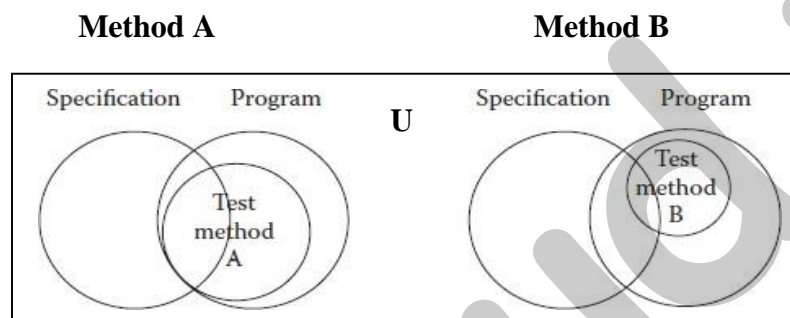 Method A Method B
Specification Program U Specification Program
Test method A
Test method B